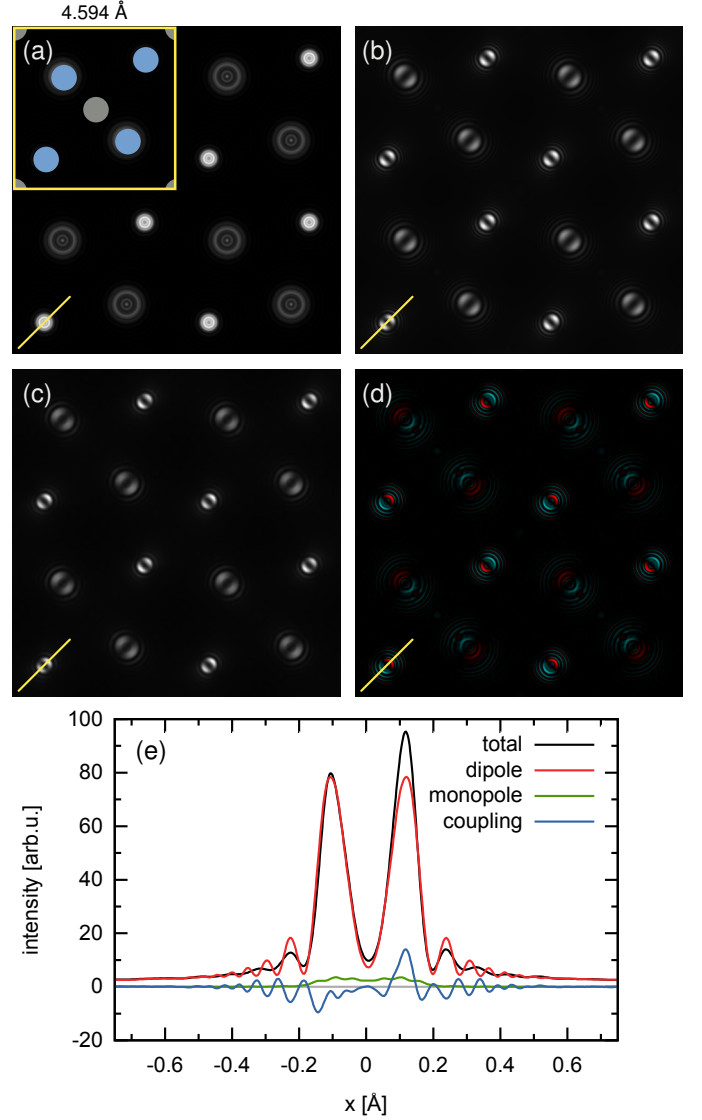 4.594 Å
(a) (b)
(c) (d)
(e)
total
dipole
monopole
coupling
intensity [arb.u.]
100
80
60
40
20
0
-20
-0.6 -0.4 -0.2 0 0.2 0.4 0.6
x [Å]